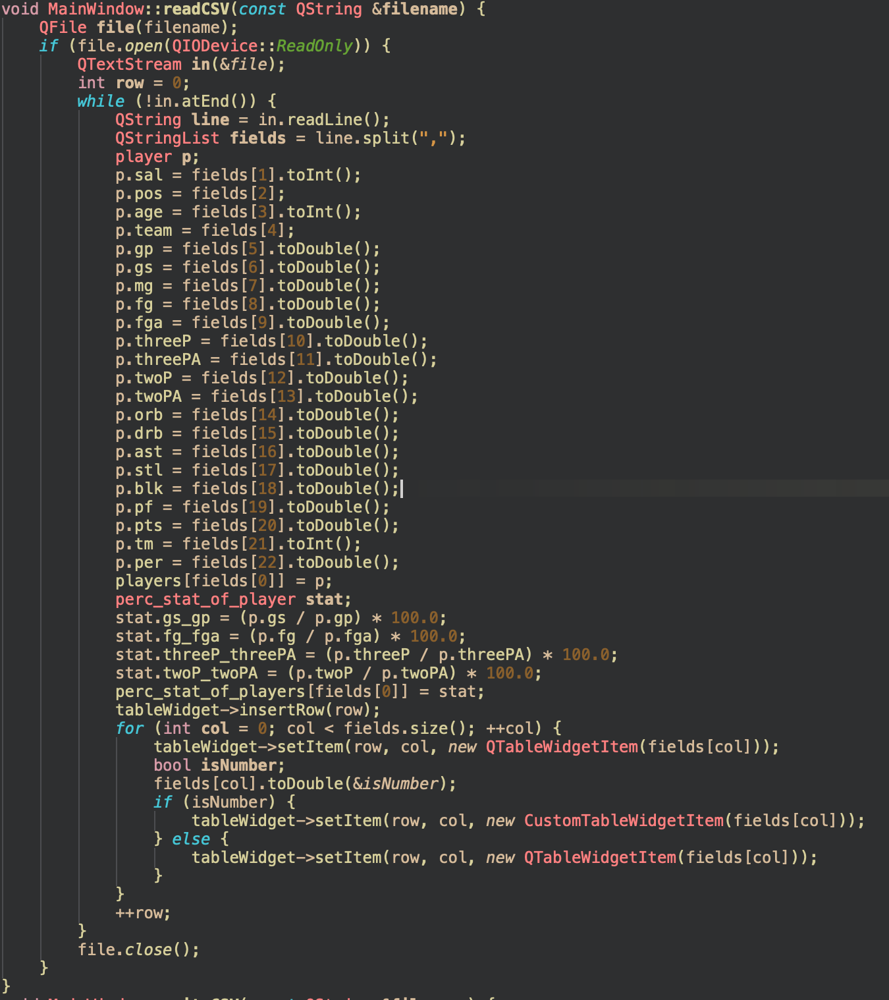 void MainWindow::readCSV(const QString &filename) {
    QFile file(filename);
    if (file.open(QIODevice::ReadOnly)) {
        QTextStream in(&file);
        int row = 0;
        while (!in.atEnd()) {
            QString line = in.readLine();
            QStringList fields = line.split(",");
            player p;
            p.sal = fields[1].toInt();
            p.pos = fields[2];
            p.age = fields[3].toInt();
            p.team = fields[4];
            p.gp = fields[5].toDouble();
            p.gs = fields[6].toDouble();
            p.mg = fields[7].toDouble();
            p.fg = fields[8].toDouble();
            p.fga = fields[9].toDouble();
            p.threeP = fields[10].toDouble();
            p.threePA = fields[11].toDouble();
            p.twoP = fields[12].toDouble();
            p.twoPA = fields[13].toDouble();
            p.orb = fields[14].toDouble();
            p.drb = fields[15].toDouble();
            p.ast = fields[16].toDouble();
            p.stl = fields[17].toDouble();
            p.blk = fields[18].toDouble();
            p.pf = fields[19].toDouble();
            p.pts = fields[20].toDouble();
            p.tm = fields[21].toInt();
            p.per = fields[22].toDouble();
            players[fields[0]] = p;
            perc_stat_of_player stat;
            stat.gs_gp = (p.gs / p.gp) * 100.0;
            stat.fg_fga = (p.fg / p.fga) * 100.0;
            stat.threeP_threePA = (p.threeP / p.threePA) * 100.0;
            stat.twoP_twoPA = (p.twoP / p.twoPA) * 100.0;
            perc_stat_of_players[fields[0]] = stat;
            tableWidget->insertRow(row);
            for (int col = 0; col < fields.size(); ++col) {
                tableWidget->setItem(row, col, new QTableWidgetItem(fields[col]));
                bool isNumber;
                fields[col].toDouble(&isNumber);
                if (isNumber) {
                    tableWidget->setItem(row, col, new CustomTableWidgetItem(fields[col]));
                } else {
                    tableWidget->setItem(row, col, new QTableWidgetItem(fields[col]));
                }
            }
            ++row;
        }
        file.close();
    }
}